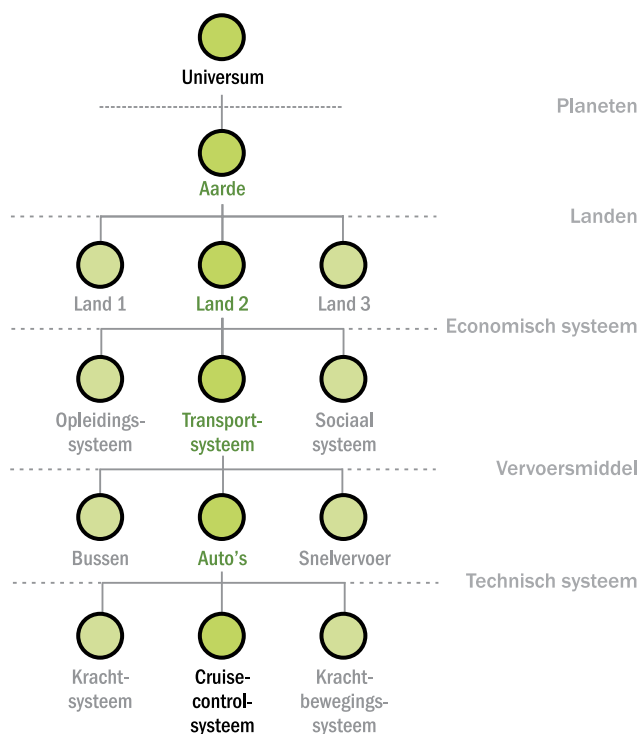 Universum
Planeten
Aarde
Landen
Land 1
Land 2
Land 3
Economisch systeem
Opleidings-
systeem
Transport-
systeem
Sociaal
systeem
Vervoersmiddel
Bussen
Auto's
Snelvervoer
Technisch systeem
Kracht-
systeem
Cruise-
control-
systeem
Kracht-
bewegings-
systeem